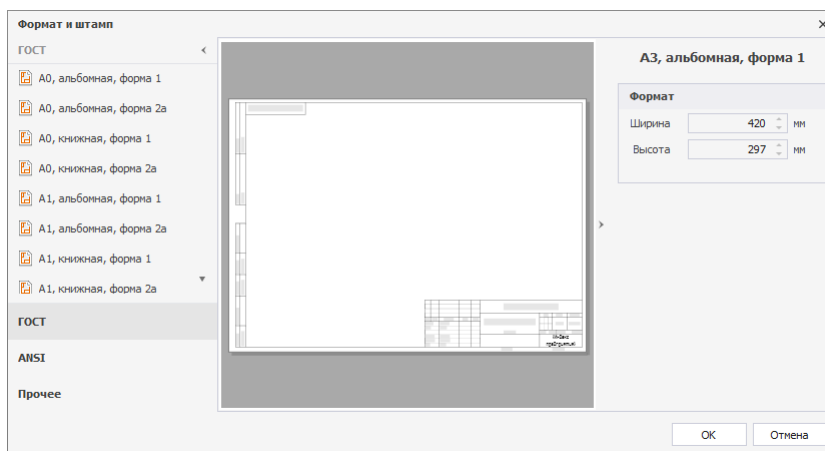 Формат и штамп
ГОСТ
А0, альбомная, форма 1
А0, альбомная, форма 2а
А0, книжная, форма 1
А0, книжная, форма 2а
А1, альбомная, форма 1
А1, альбомная, форма 2а
А1, книжная, форма 1
А1, книжная, форма 2а
ГОСТ
ANSI
Прочее
А3, альбомная, форма 1
Формат
Ширина 420 мм
Высота 297 мм
ОК Отмена